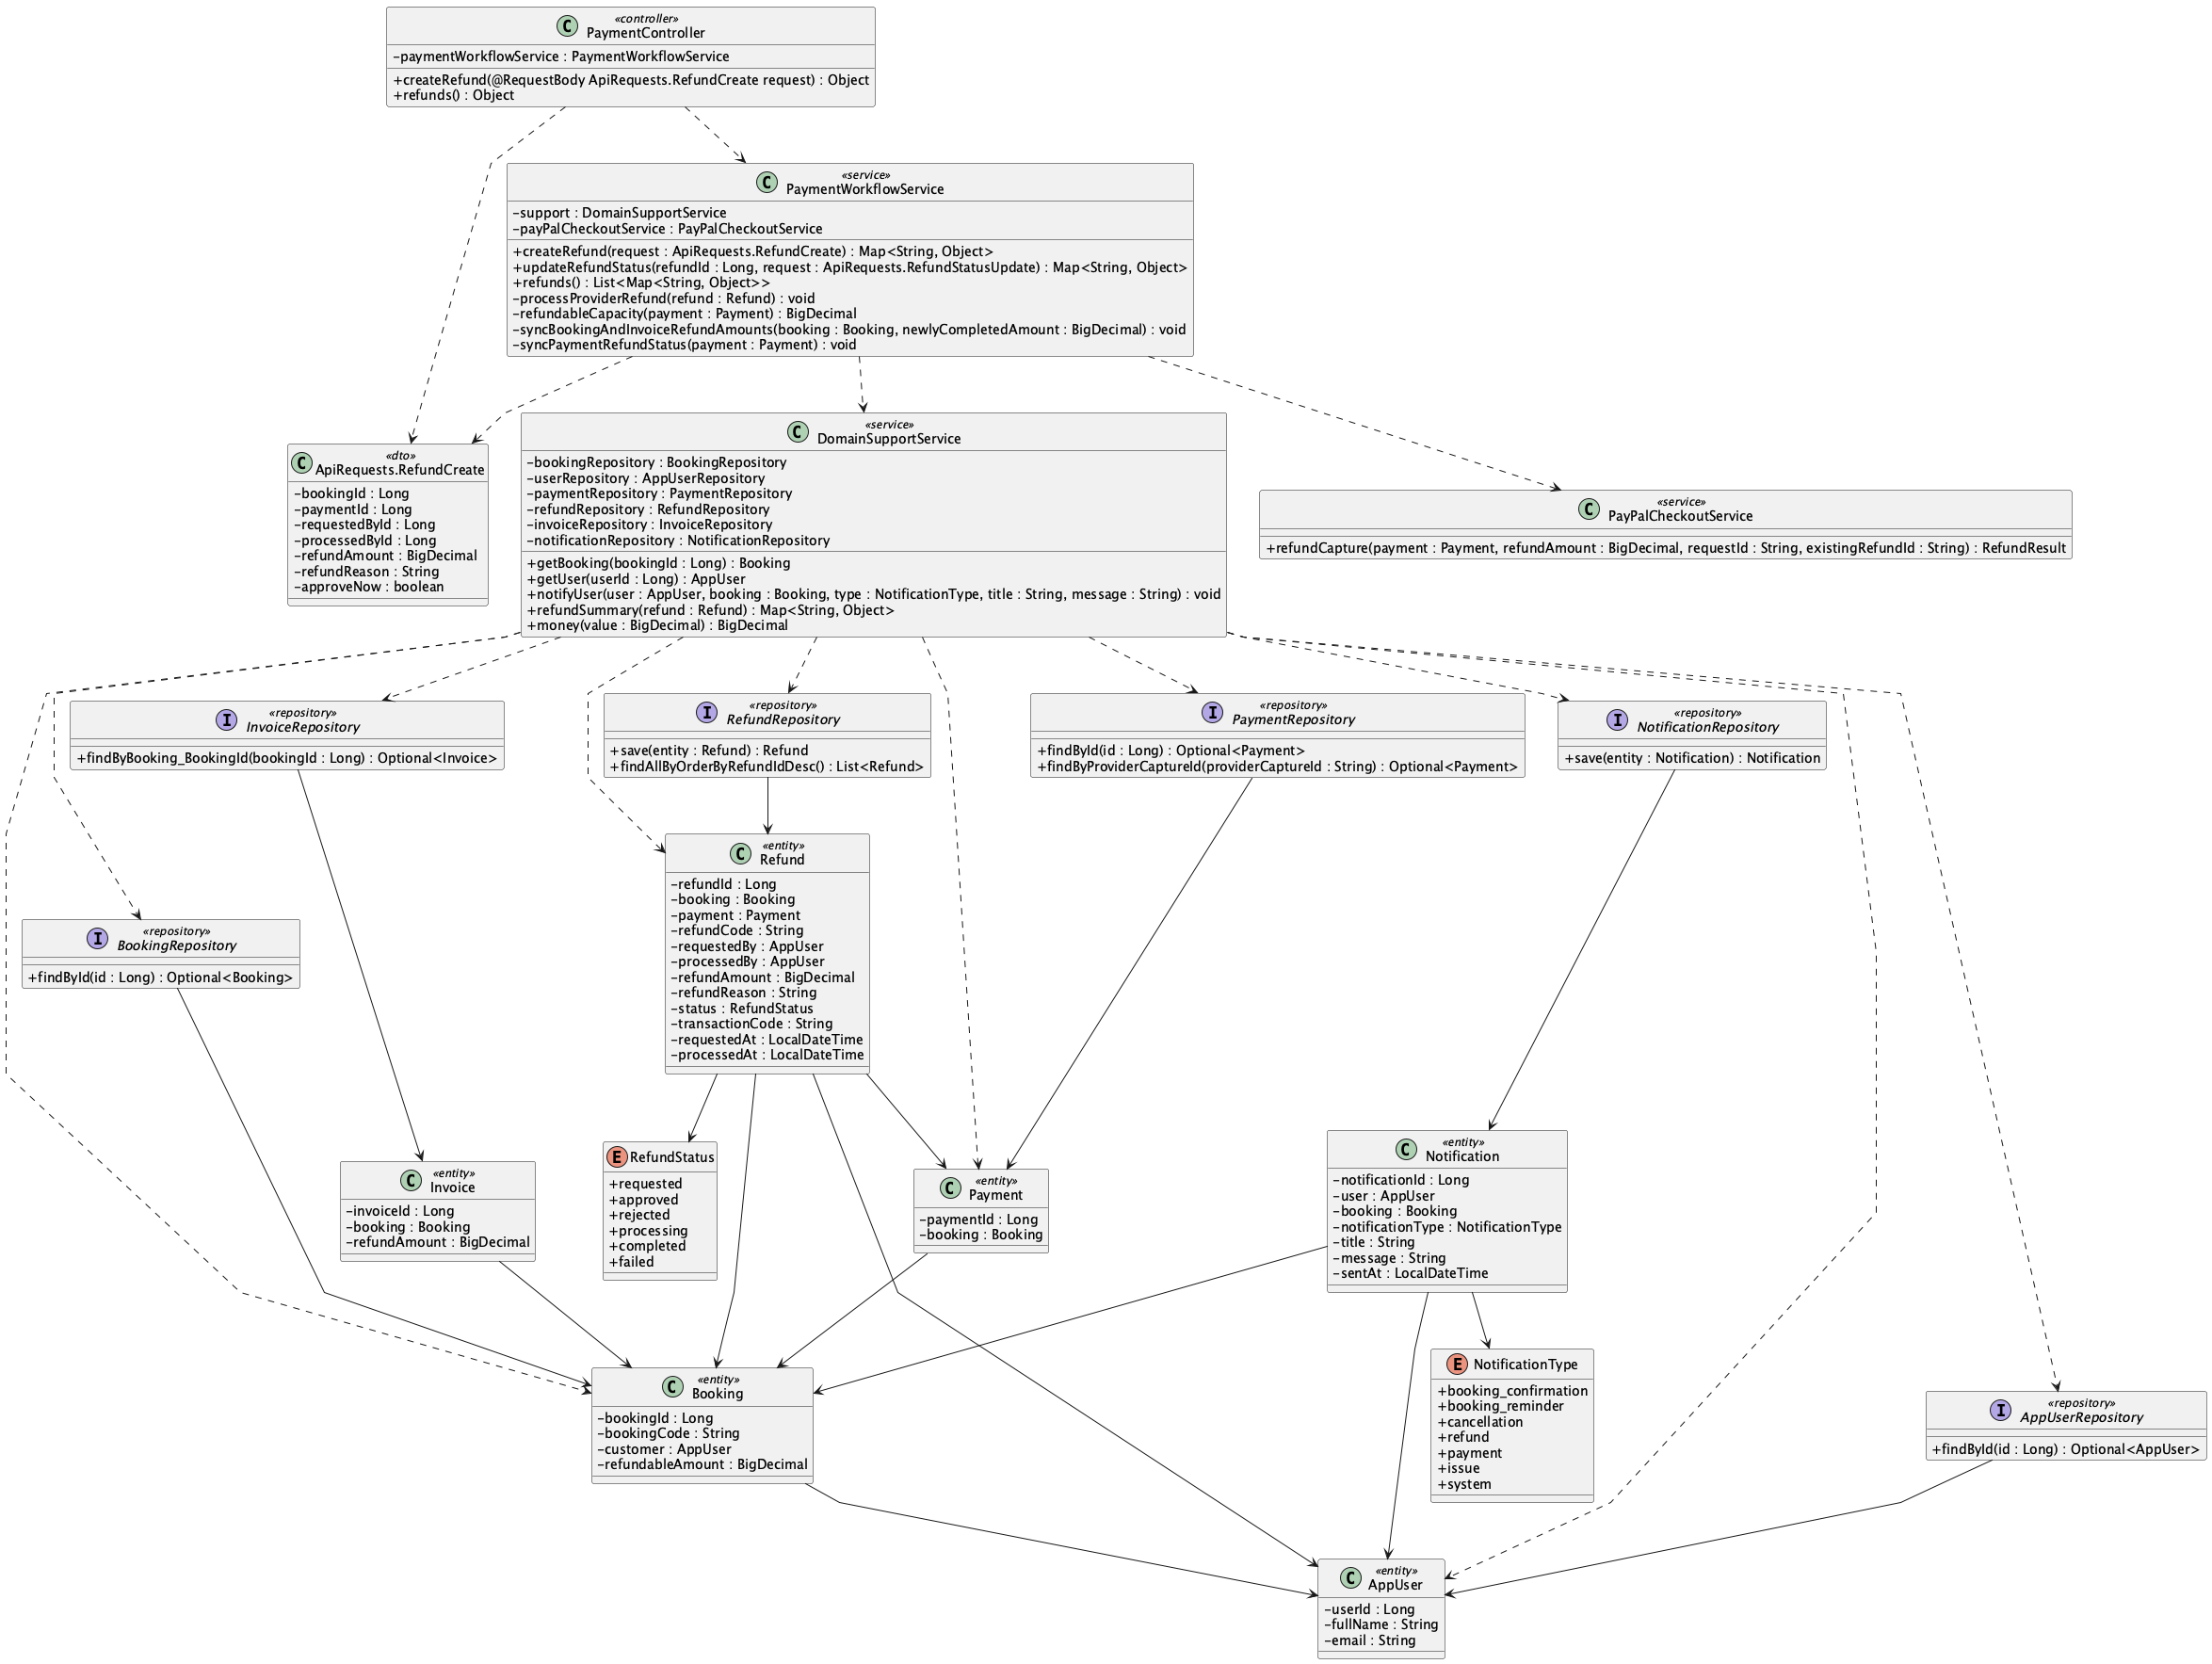 «controller»
PaymentController
-paymentWorkflowService : PaymentWorkflowService
+createRefund(@RequestBody ApiRequests.RefundCreate request) : Object
+refunds() : Object
«service»
PaymentWorkflowService
-support : DomainSupportService
-payPalCheckoutService : PayPalCheckoutService
+createRefund(request : ApiRequests.RefundCreate) : Map<String, Object>
+updateRefundStatus(refundId : Long, request : ApiRequests.RefundStatusUpdate) : Map<String, Object>
+refunds() : List<Map<String, Object>>
-processProviderRefund(refund : Refund) : void
-refundableCapacity(payment : Payment) : BigDecimal
-syncBookingAndInvoiceRefundAmounts(booking : Booking, newlyCompletedAmount : BigDecimal) : void
-syncPaymentRefundStatus(payment : Payment) : void
«dto»
ApiRequests.RefundCreate
-bookingId : Long
-paymentId : Long
-requestedById : Long
-processedById : Long
-refundAmount : BigDecimal
-refundReason : String
-approveNow : boolean
«service»
DomainSupportService
-bookingRepository : BookingRepository
-userRepository : AppUserRepository
-paymentRepository : PaymentRepository
-refundRepository : RefundRepository
-invoiceRepository : InvoiceRepository
-notificationRepository : NotificationRepository
+getBooking(bookingId : Long) : Booking
+getUser(userId : Long) : AppUser
+notifyUser(user : AppUser, booking : Booking, type : NotificationType, title : String, message : String) : void
+refundSummary(refund : Refund) : Map<String, Object>
+money(value : BigDecimal) : BigDecimal
«service»
PayPalCheckoutService
+refundCapture(payment : Payment, refundAmount : BigDecimal, requestId : String, existingRefundId : String) : RefundResult
«repository»
InvoiceRepository
+findByBooking_BookingId(bookingId : Long) : Optional<Invoice>
«repository»
RefundRepository
+save(entity : Refund) : Refund
+findAllByOrderByRefundIdDesc() : List<Refund>
«repository»
PaymentRepository
+findById(id : Long) : Optional<Payment>
+findByProviderCaptureId(providerCaptureId : String) : Optional<Payment>
«repository»
NotificationRepository
+save(entity : Notification) : Notification
«entity»
Refund
-refundId : Long
-booking : Booking
-payment : Payment
-refundCode : String
-requestedBy : AppUser
-processedBy : AppUser
-refundAmount : BigDecimal
-refundReason : String
-status : RefundStatus
-transactionCode : String
-requestedAt : LocalDateTime
-processedAt : LocalDateTime
«repository»
BookingRepository
+findById(id : Long) : Optional<Booking>
«entity»
Invoice
-invoiceId : Long
-booking : Booking
-refundAmount : BigDecimal
RefundStatus
+requested
+approved
+rejected
+processing
+completed
+failed
«entity»
Payment
-paymentId : Long
-booking : Booking
«entity»
Notification
-notificationId : Long
-user : AppUser
-booking : Booking
-notificationType : NotificationType
-title : String
-message : String
-sentAt : LocalDateTime
«entity»
Booking
-bookingId : Long
-bookingCode : String
-customer : AppUser
-refundableAmount : BigDecimal
NotificationType
+booking_confirmation
+booking_reminder
+cancellation
+refund
+payment
+issue
+system
«repository»
AppUserRepository
+findById(id : Long) : Optional<AppUser>
«entity»
AppUser
-userId : Long
-fullName : String
-email : String